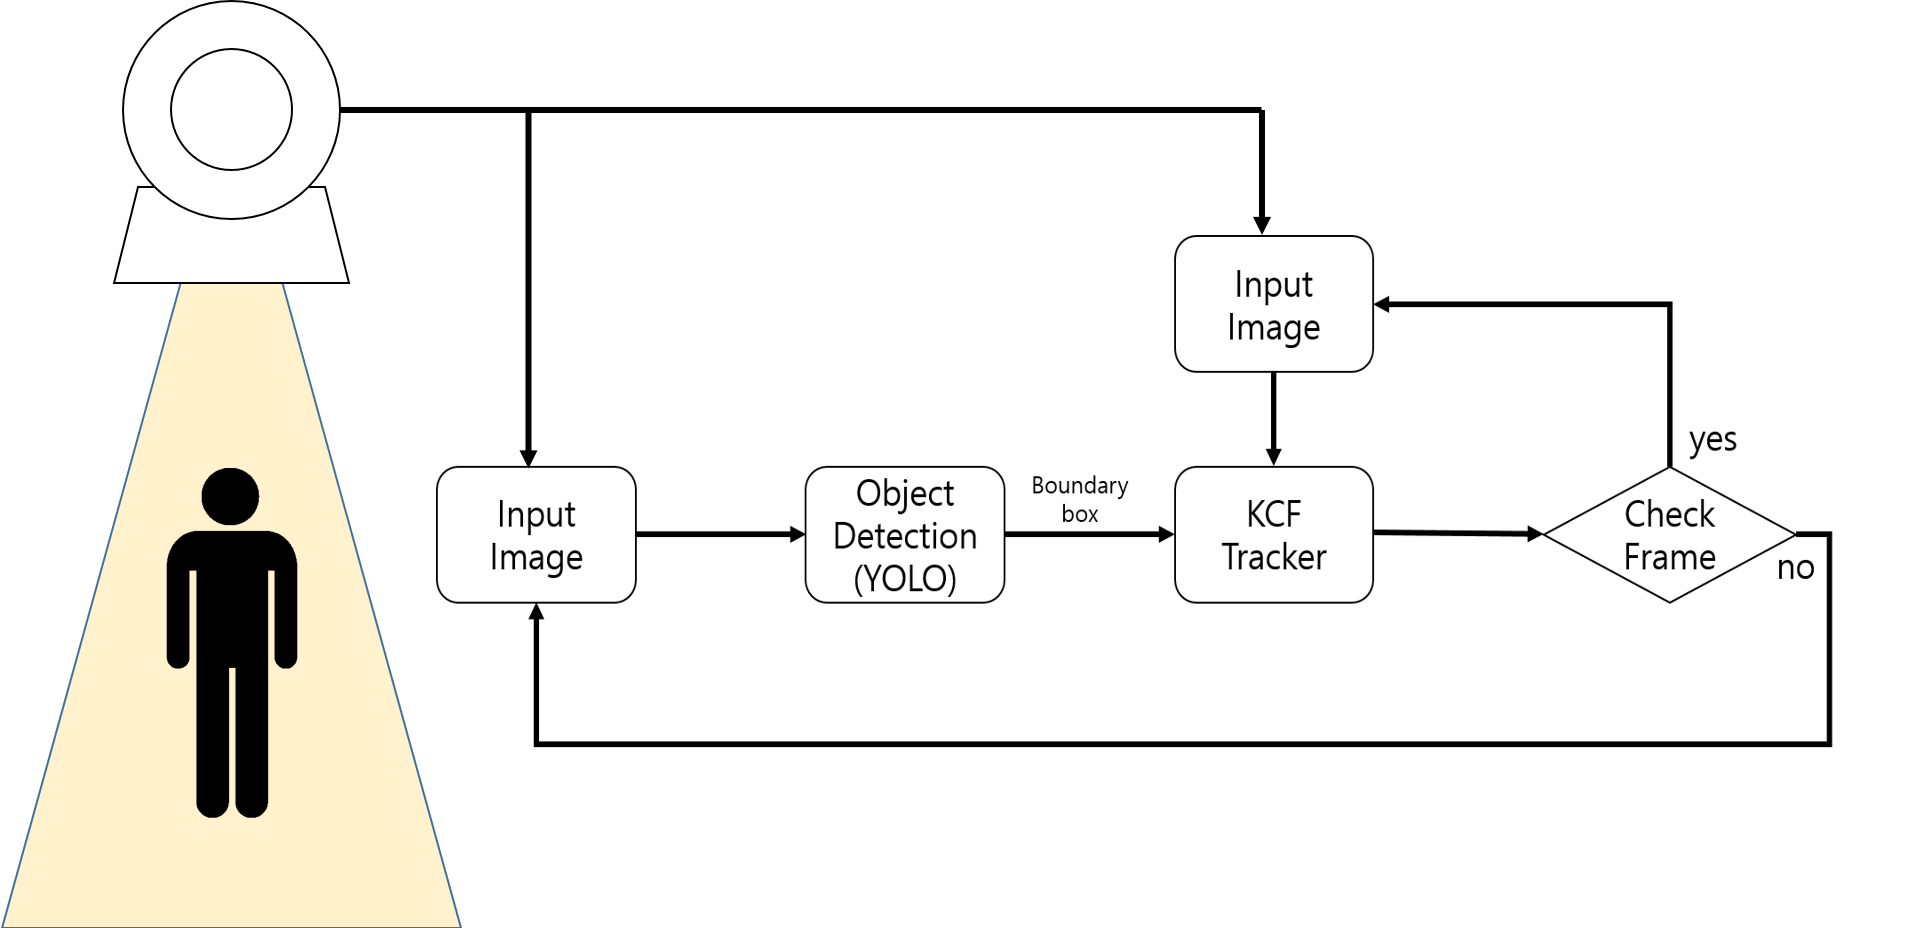 Input
Image
yes
Input
Image
Object
Detection
(YOLO)
Boundary
box
KCF
Tracker
Check
Frame
no